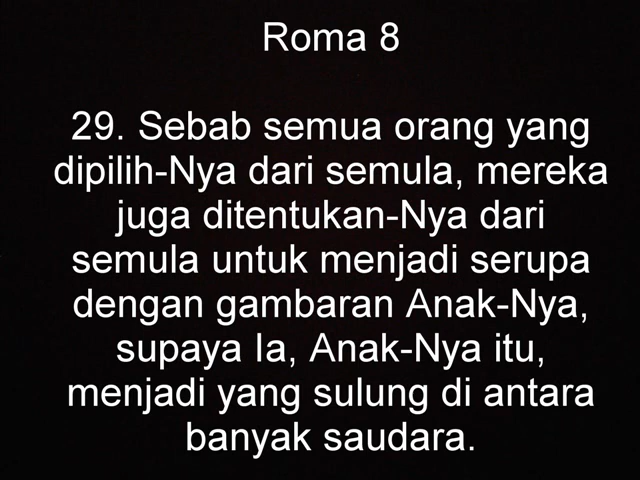 Roma 8
29. Sebab semua orang yang
dipilih-Nya dari semula, mereka
juga ditentukan-Nya dari
semula untuk menjadi serupa
dengan gambaran Anak-Nya,
supaya Ia, Anak-Nya itu,
menjadi yang sulung di antara
banyak saudara.